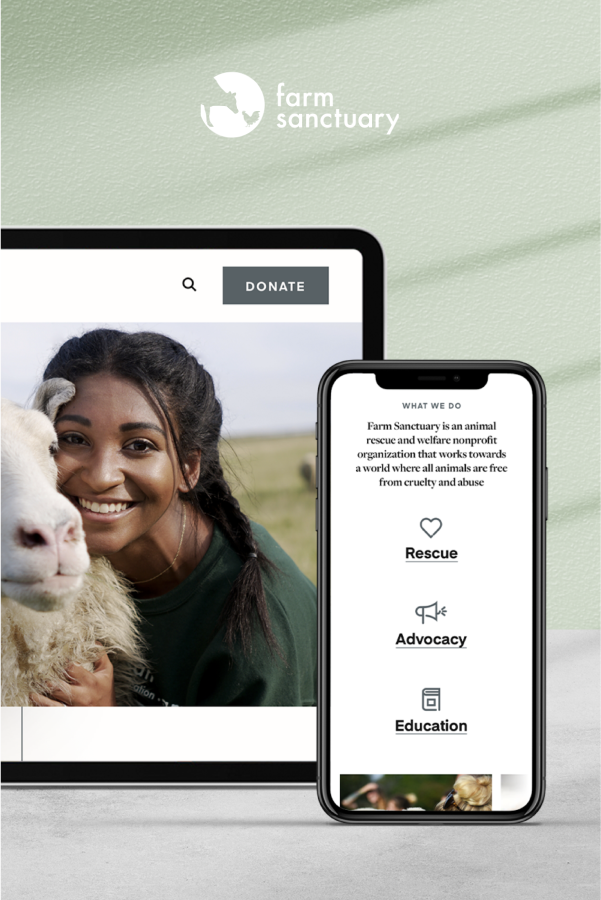 farm
sanctuary
DONATE
WHAT WE DO
Farm Sanctuary is an animal
rescue and welfare nonprofit
organization that works towards
a world where all animals are free
from cruelty and abuse
Rescue
Advocacy
Education